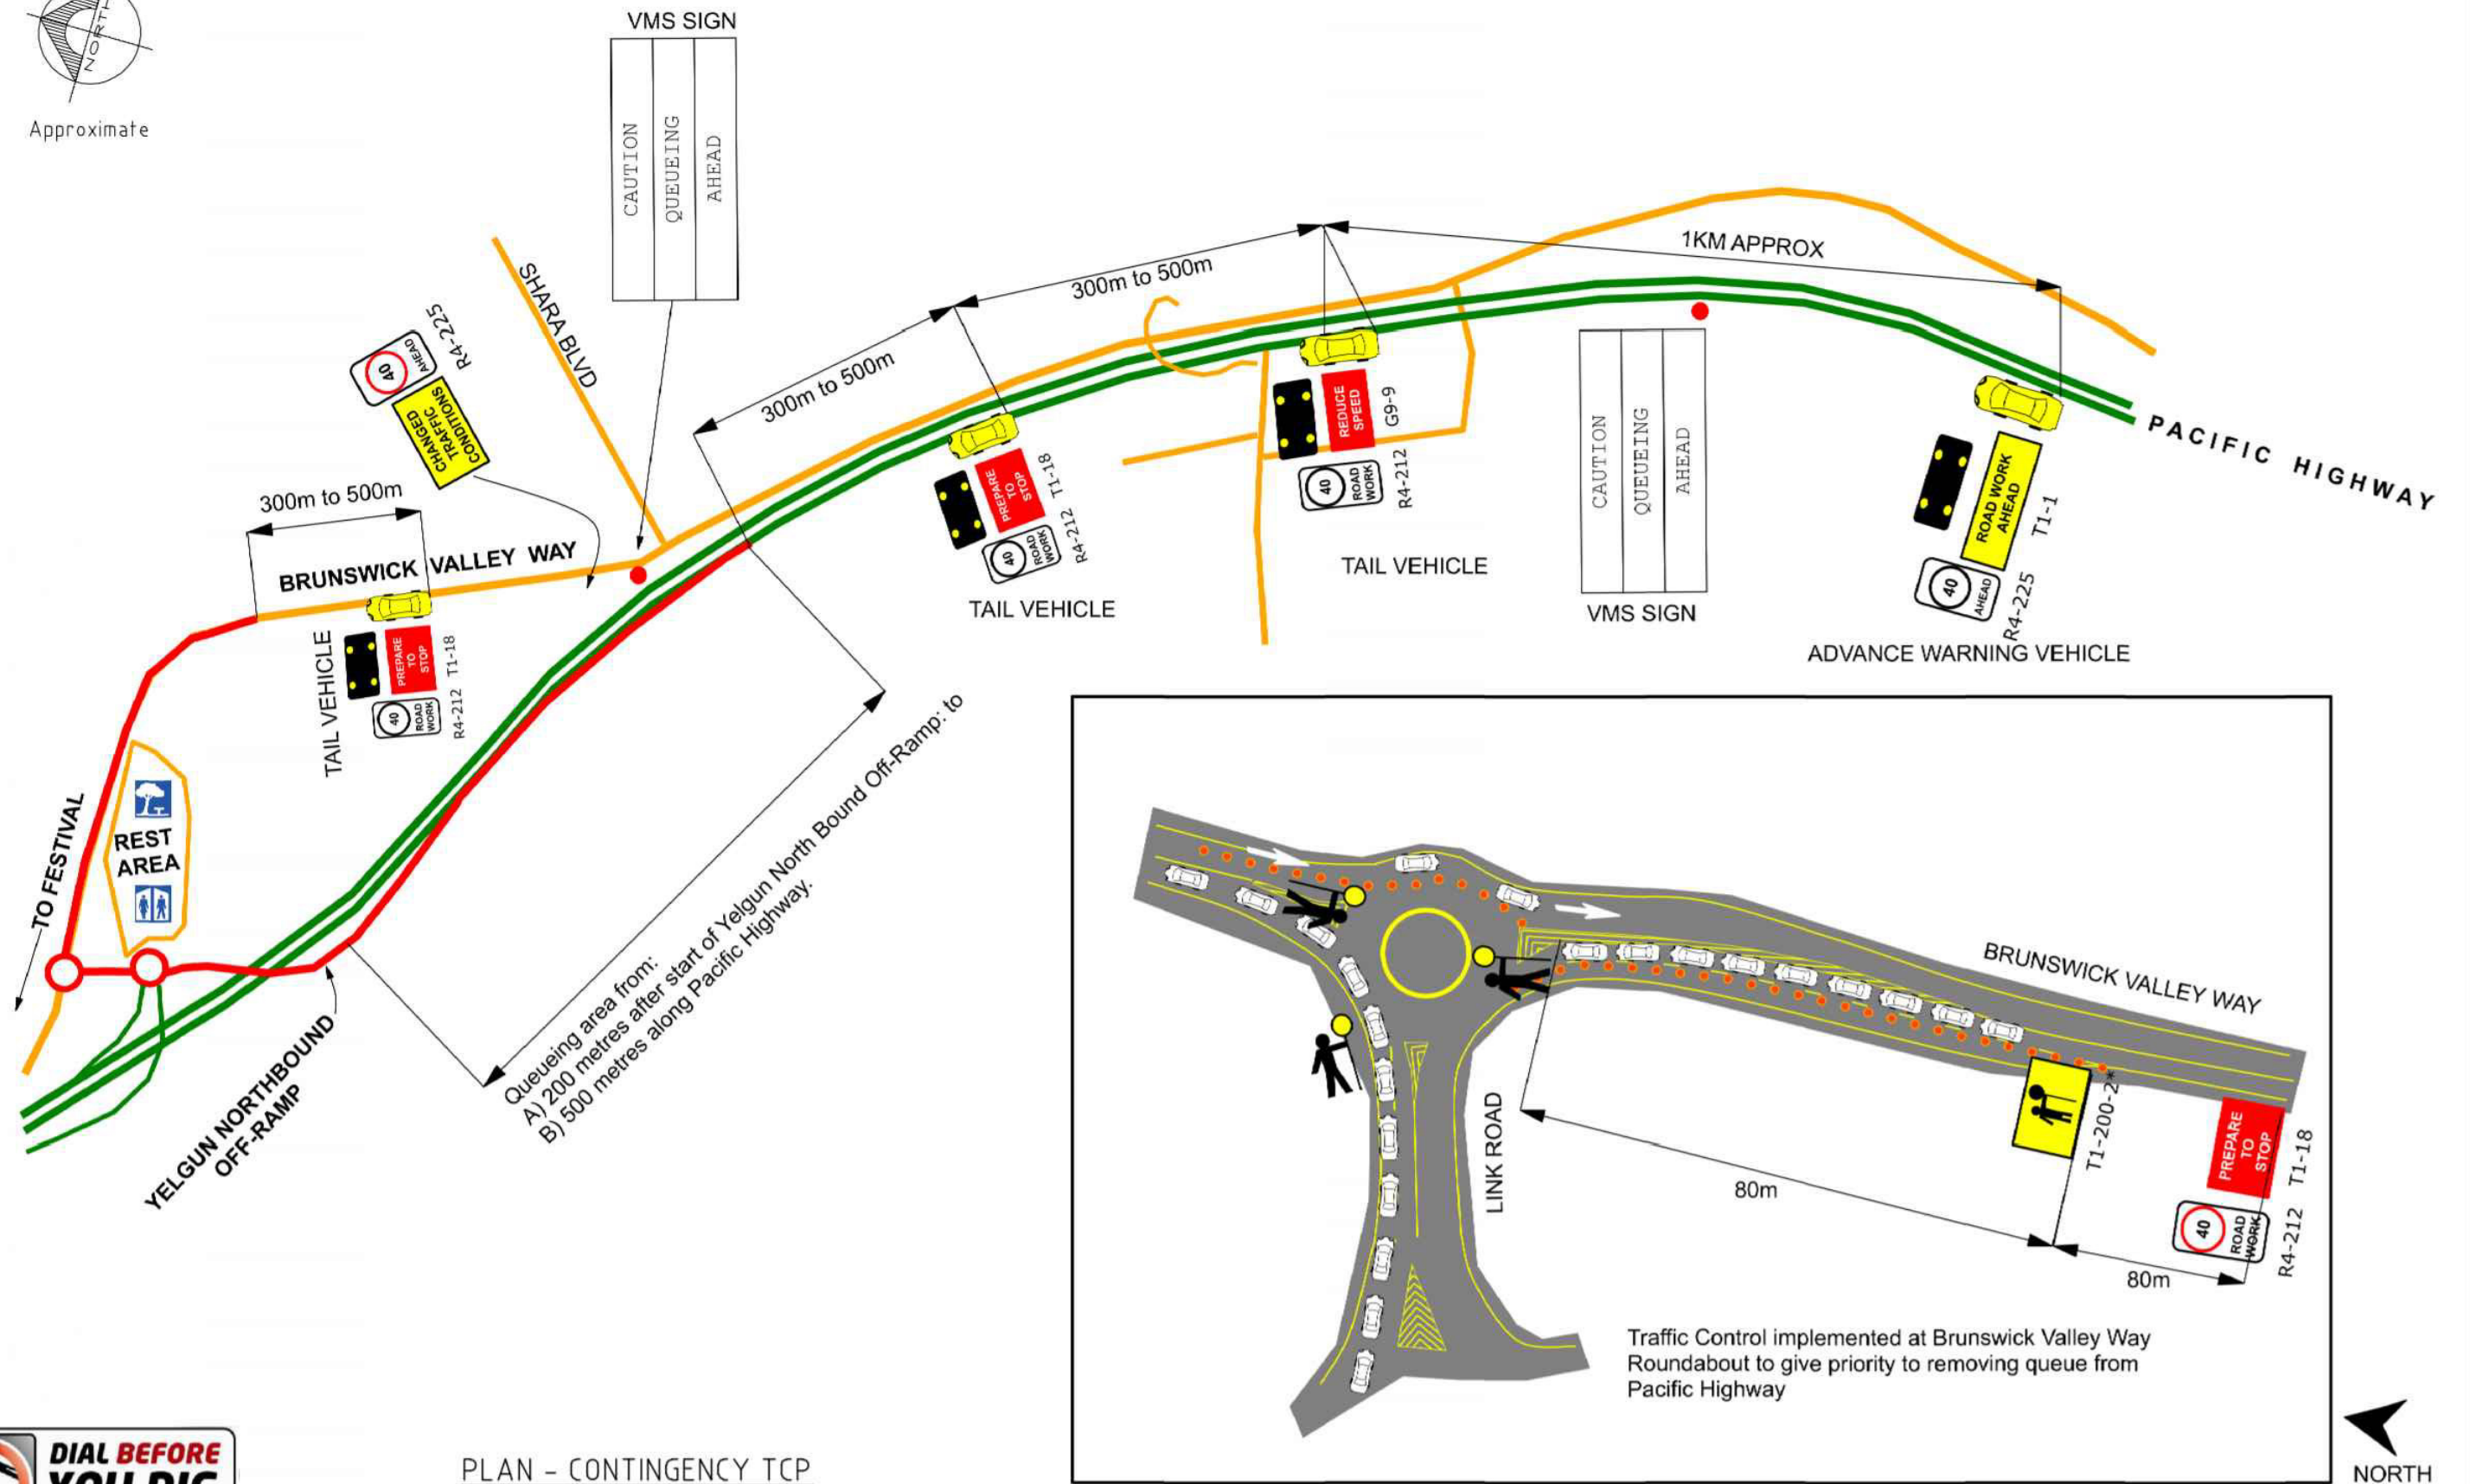 NORTH
Approximate
VMS SIGN
CAUTION
QUEUEING
AHEAD
SHARA BLVD
40
AHEAD
R4-225
CHANGED
TRAFFIC
CONDITIONS
300m to 500m
BRUNSWICK VALLEY WAY
TAIL VEHICLE
PREPARE
TO
STOP
T1-18
40
ROAD
WORK
R4-212
300m to 500m
PREPARE
TO
STOP
T1-18
40
ROAD
WORK
R4-212
TAIL VEHICLE
300m to 500m
REDUCE
SPEED
G9-9
40
ROAD
WORK
R4-212
TAIL VEHICLE
1KM APPROX
CAUTION
QUEUEING
AHEAD
VMS SIGN
PACIFIC HIGHWAY
ROAD WORK
AHEAD
T1-1
40
AHEAD
R4-225
ADVANCE WARNING VEHICLE
TO FESTIVAL
REST
AREA
YELGUN NORTHBOUND
OFF-RAMP
Queueing area from:
A) 200 metres after start of Yelgun North Bound Off-Ramp: to
B) 500 metres along Pacific Highway.
BRUNSWICK VALLEY WAY
LINK ROAD
80m
T1-200-2*
PREPARE
TO
STOP
T1-18
40
ROAD
WORK
R4-212
80m
Traffic Control implemented at Brunswick Valley Way
Roundabout to give priority to removing queue from
Pacific Highway
NORTH
DIAL BEFORE
YOU DIG
PLAN - CONTINGENCY TCP